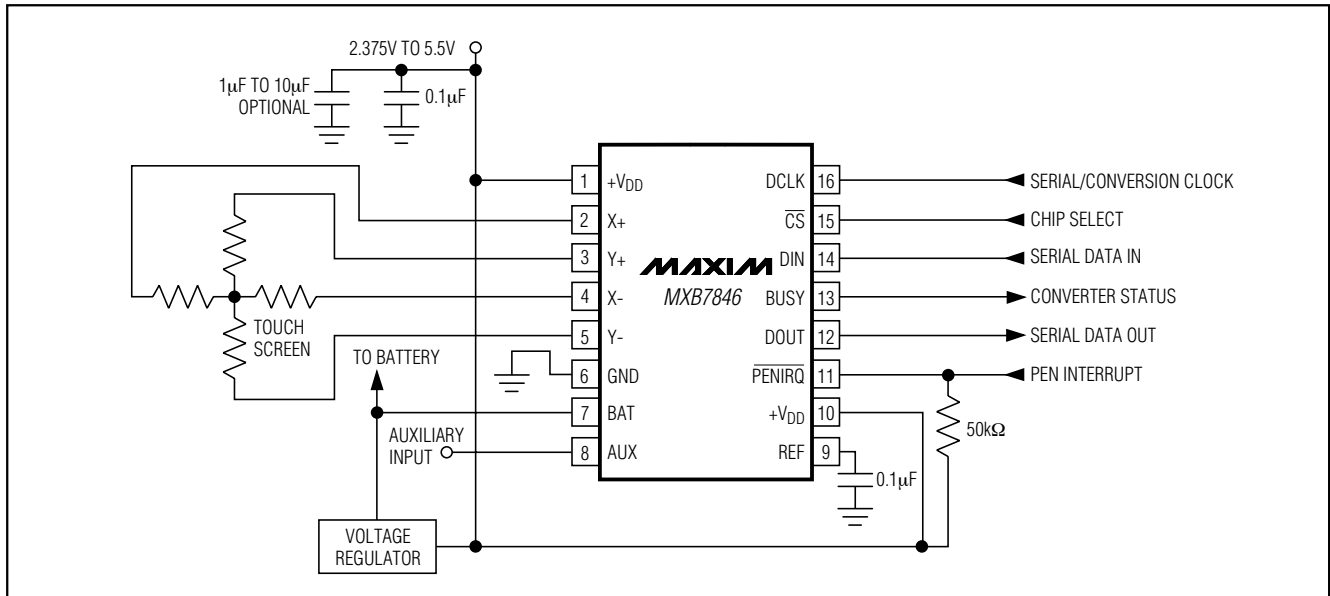 2.375V TO 5.5V
1µF TO 10µF
OPTIONAL
0.1µF
TOUCH
SCREEN
TO BATTERY
AUXILIARY
INPUT
VOLTAGE
REGULATOR
1 +VDD
2 X+
3 Y+
4 X-
5 Y-
6 GND
7 BAT
8 AUX
MAXIM
MXB7846
DCLK 16 SERIAL/CONVERSION CLOCK
C̅S̅ 15 CHIP SELECT
DIN 14 SERIAL DATA IN
BUSY 13 CONVERTER STATUS
DOUT 12 SERIAL DATA OUT
P̅E̅N̅I̅R̅Q̅ 11 PEN INTERRUPT
+VDD 10
REF 9
50kΩ
0.1µF